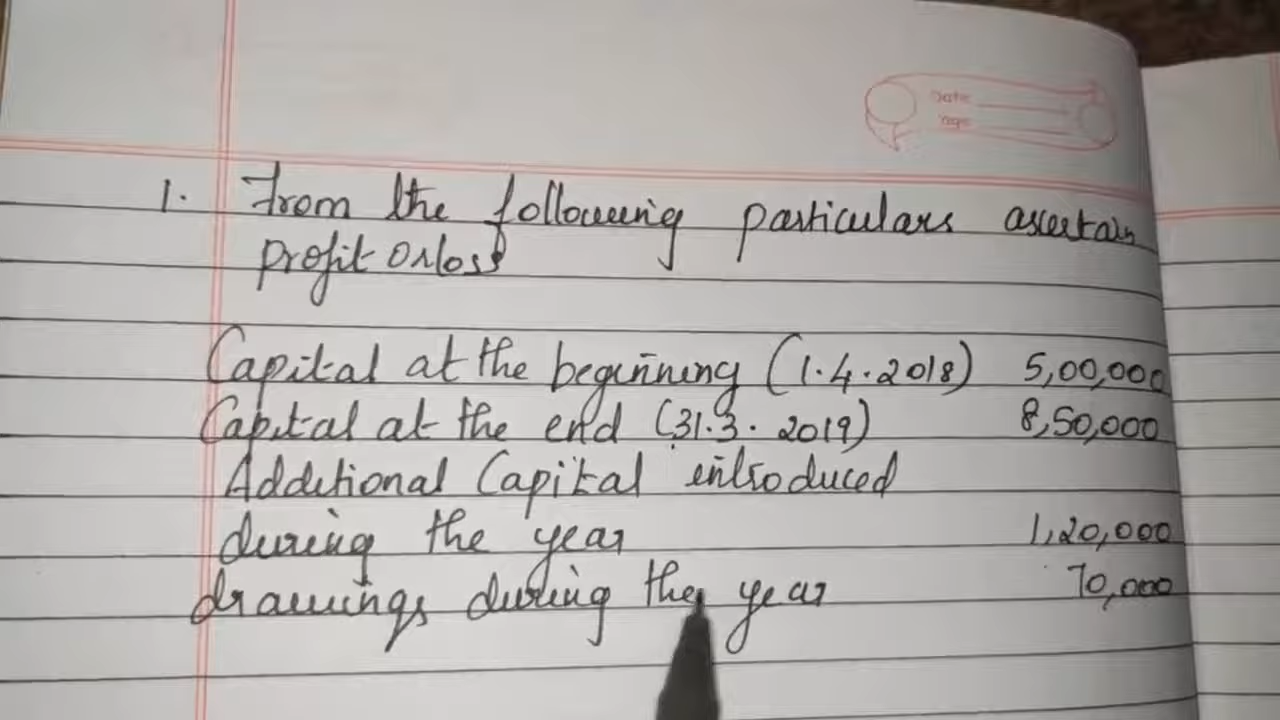 Date
Page
1. From the following particulars ascertain
profit or loss
Capital at the beginning (1.4.2018) 5,00,000
Capital at the end (31.3.2019) 8,50,000
Additional Capital introduced
during the year 1,20,000
drawings during the year 70,000